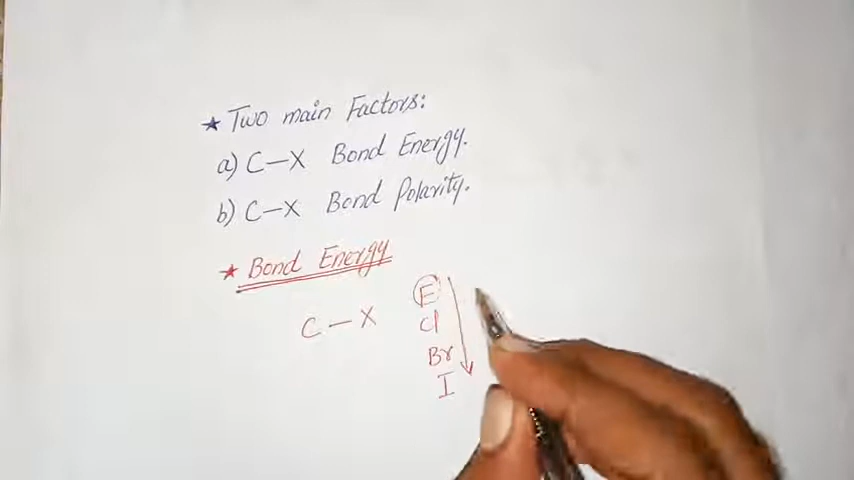 ★ Two main Factors:
a) C—X Bond Energy.
b) C—X Bond Polarity.
★ Bond Energy
C—X
F
Cl
Br
I